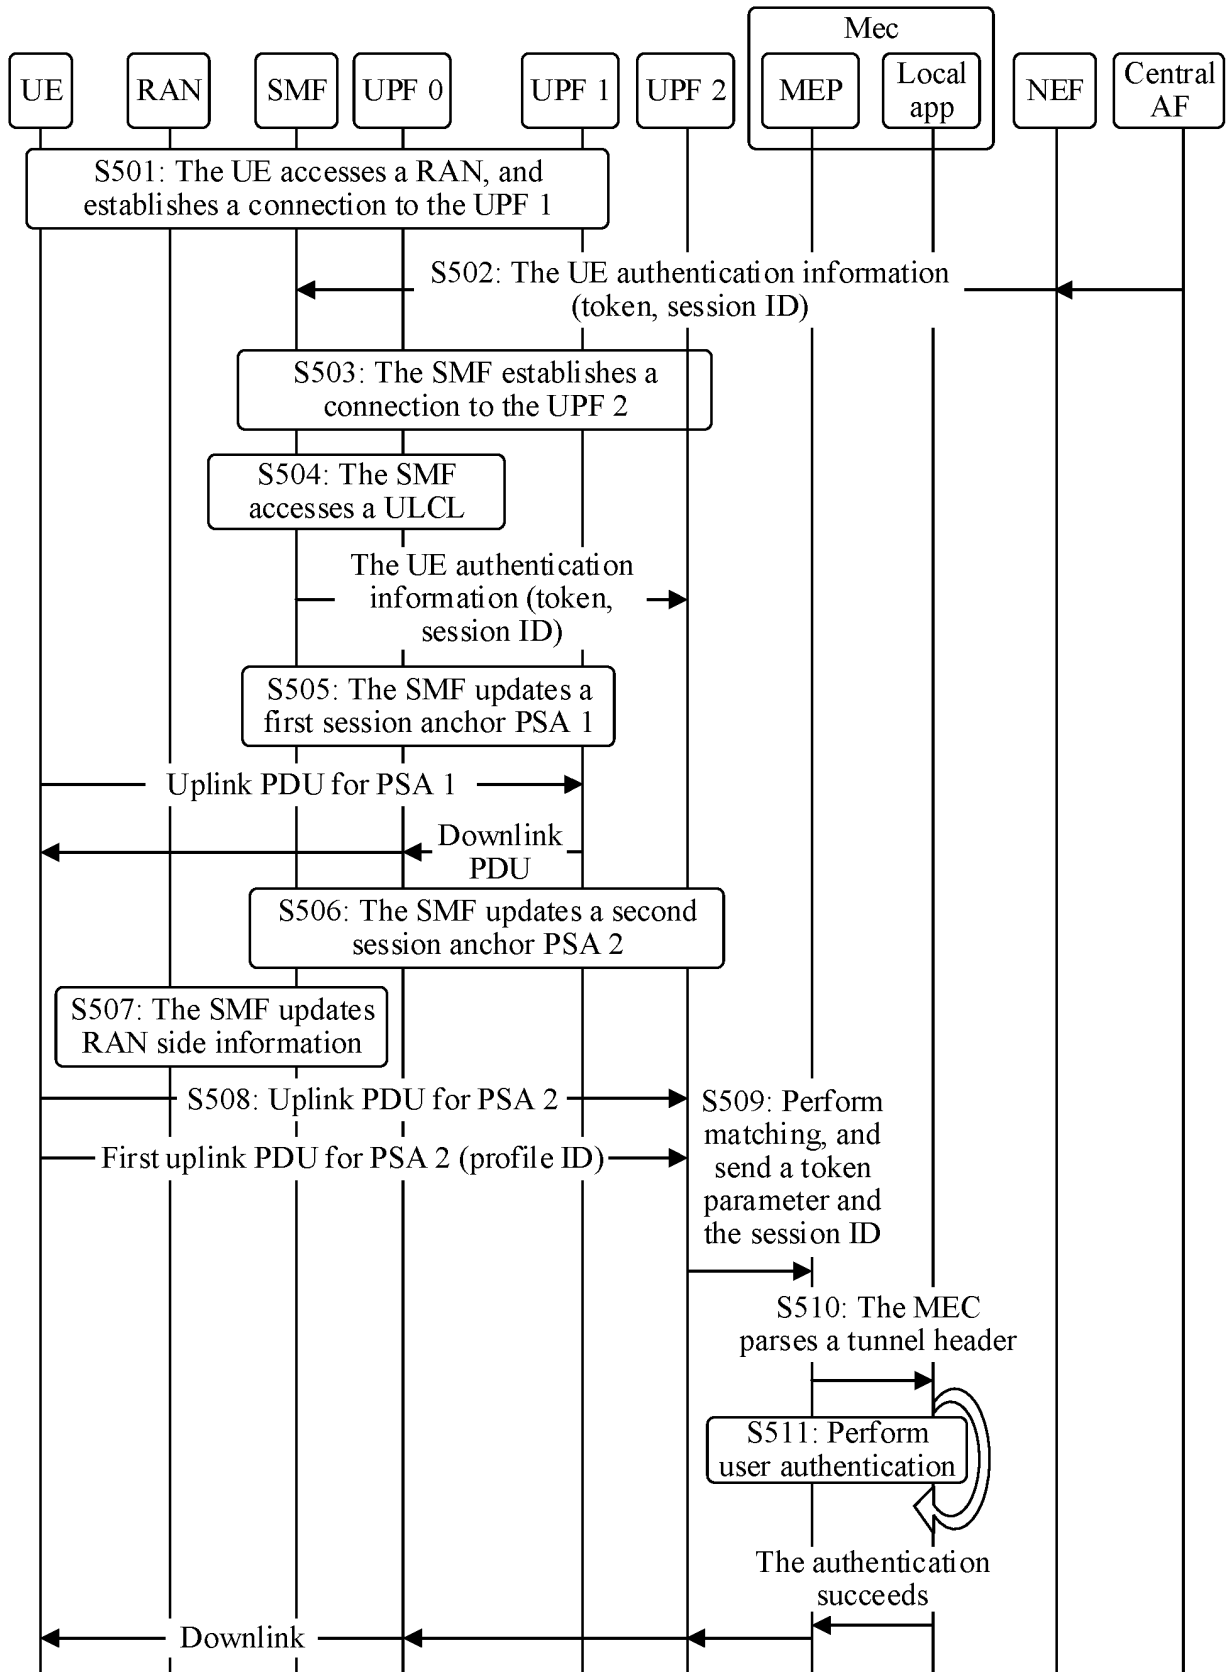 Mec
UE
RAN
SMF
UPF 0
UPF 1
UPF 2
MEP
Local
app
NEF
Central
AF
S501: The UE accesses a RAN, and
establishes a connection to the UPF 1
S502: The UE authentication information
(token, session ID)
S503: The SMF establishes a
connection to the UPF 2
S504: The SMF
accesses a ULCL
The UE authentication
information (token,
session ID)
S505: The SMF updates a
first session anchor PSA 1
Uplink PDU for PSA 1
Downlink
PDU
S506: The SMF updates a second
session anchor PSA 2
S507: The SMF updates
RAN side information
S508: Uplink PDU for PSA 2
First uplink PDU for PSA 2 (profile ID)
S509: Perform
matching, and
send a token
parameter and
the session ID
S510: The MEC
parses a tunnel header
S511: Perform
user authentication
The authentication
succeeds
Downlink